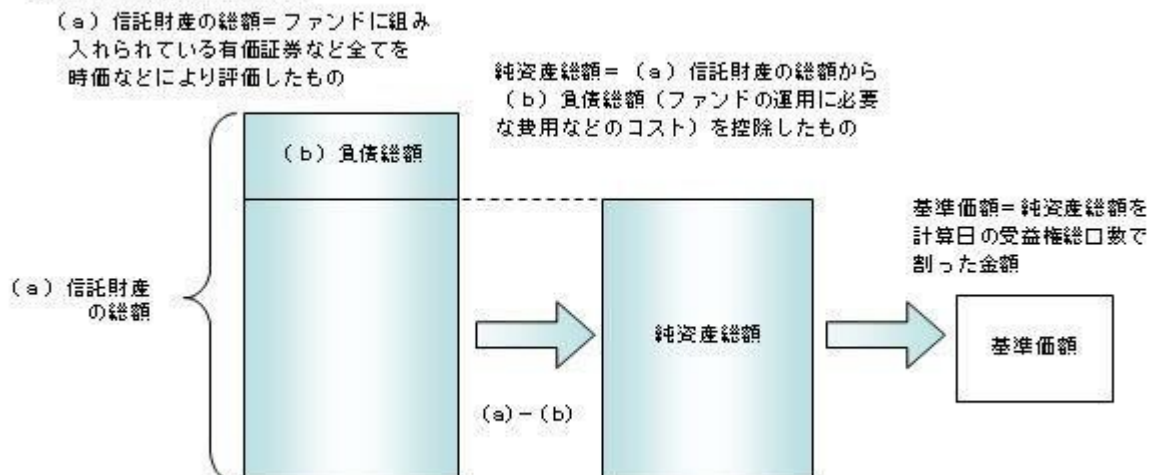 （a）信託財産の総額＝ファンドに組み
入れられている有価証券など全てを
時価などにより評価したもの
純資産総額＝（a）信託財産の総額から
（b）負債総額（ファンドの運用に必要
な費用などのコスト）を控除したもの
（b）負債総額
基準価額＝純資産総額を
計算日の受益権総口数で
割った金額
（a）信託財産
の総額
純資産総額
基準価額
（a）－（b）